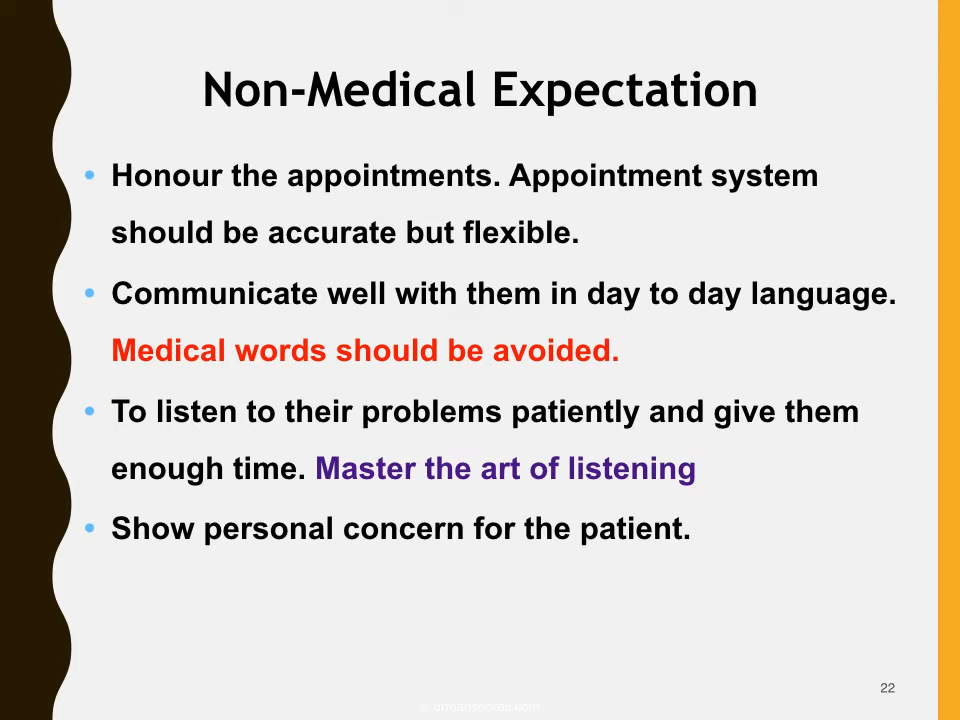 Non-Medical Expectation
• Honour the appointments. Appointment system
should be accurate but flexible.
• Communicate well with them in day to day language.
Medical words should be avoided.
• To listen to their problems patiently and give them
enough time. Master the art of listening
• Show personal concern for the patient.
22